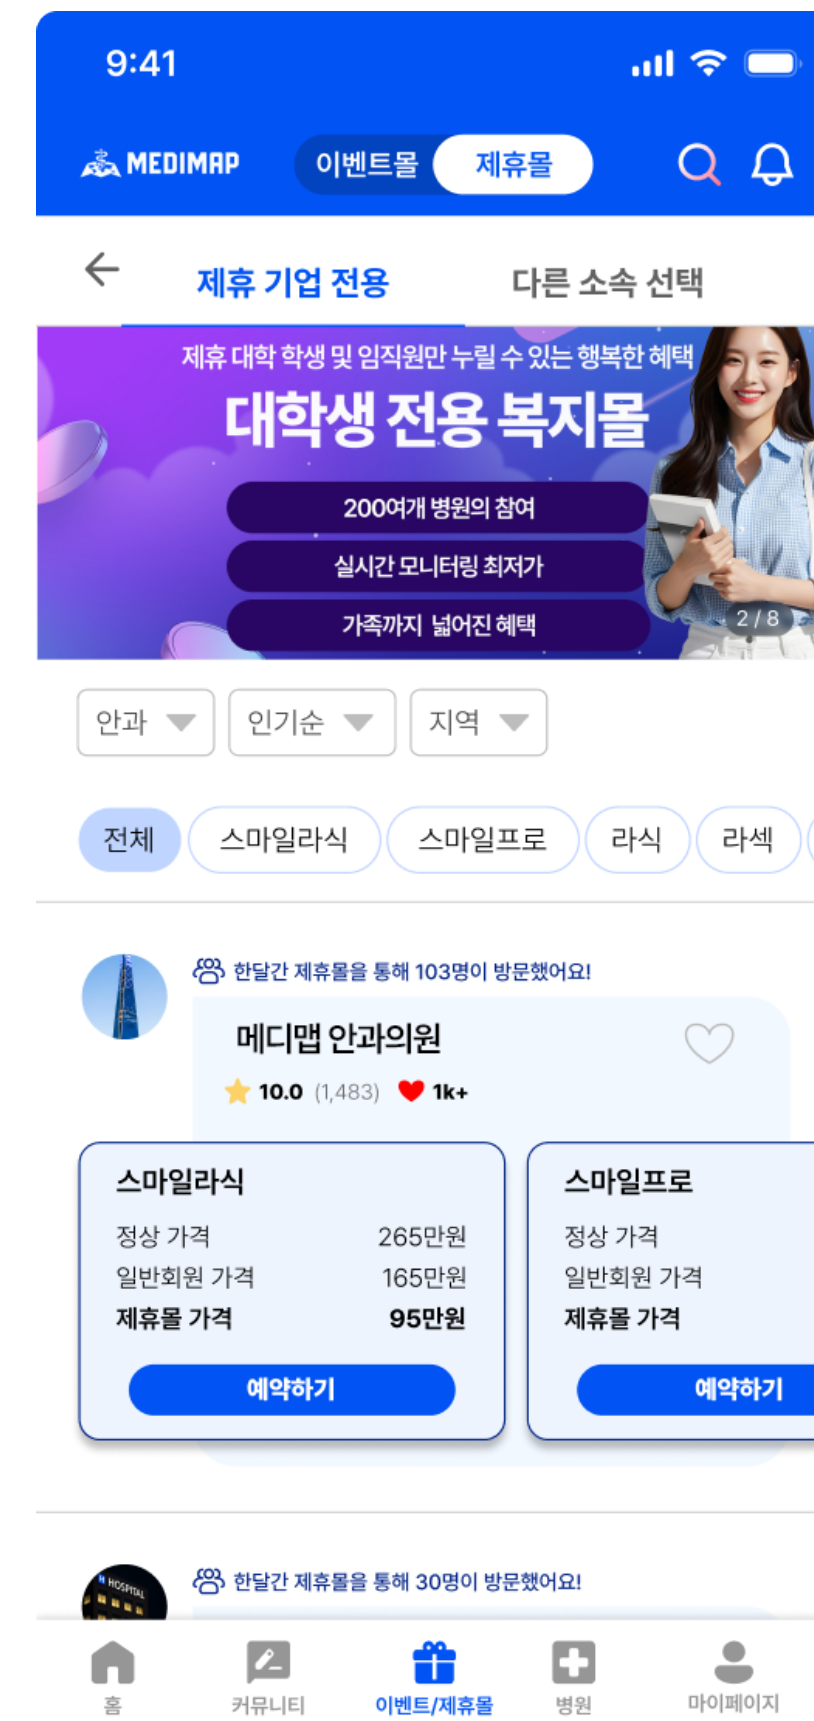 9:41
MEDIMAP
이벤트몰 제휴몰
제휴 기업 전용 다른 소속 선택
제휴 대학 학생 및 임직원만 누릴 수 있는 행복한 혜택
대학생 전용 복지몰
200여개 병원의 참여
실시간 모니터링 최저가
가족까지 넓어진 혜택
2/8
안과 인기순 지역
전체 스마일라식 스마일프로 라식 라섹
한달간 제휴몰을 통해 103명이 방문했어요!
메디맵 안과의원
10.0 (1,483) 1k+
스마일라식
정상 가격 265만원
일반회원 가격 165만원
제휴몰 가격 95만원
예약하기
스마일프로
정상 가격
일반회원 가격
제휴몰 가격
예약하기
한달간 제휴몰을 통해 30명이 방문했어요!
H HOSPITAL
홈 커뮤니티 이벤트/제휴몰 병원 마이페이지